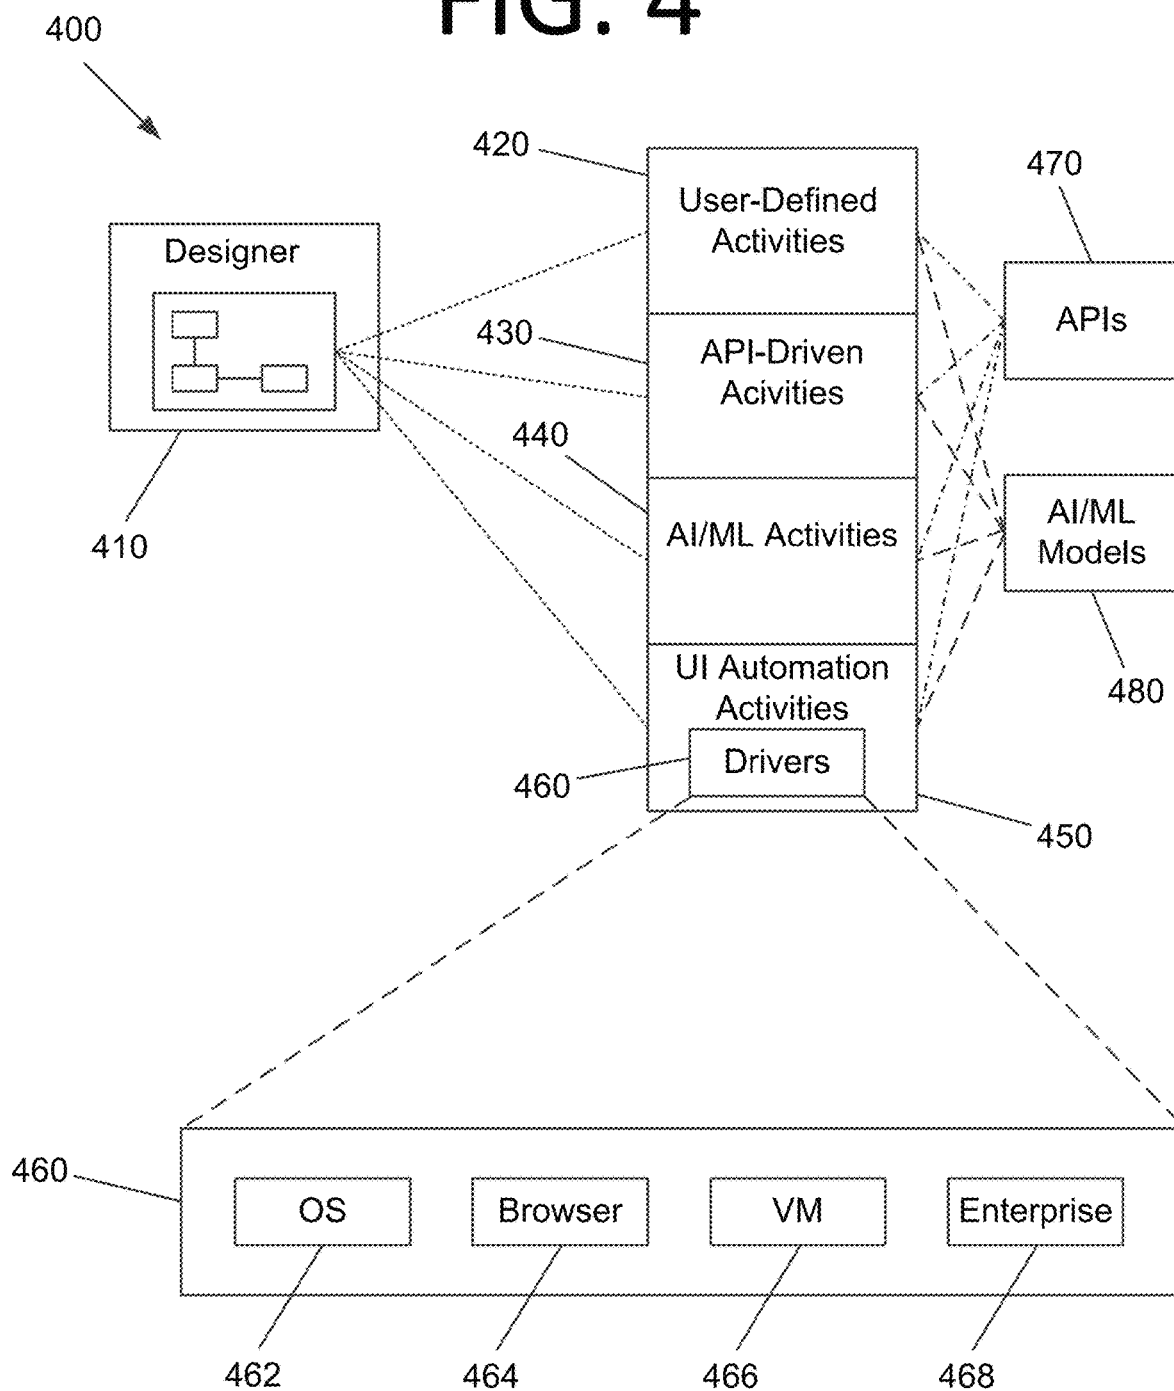 FIG. 4
400
420
User-Defined
Activities
470
Designer
APIs
430
API-Driven
Acivities
440
410
AI/ML Activities
AI/ML
Models
480
UI Automation
Activities
460
Drivers
450
460
OS
Browser
VM
Enterprise
462
464
466
468